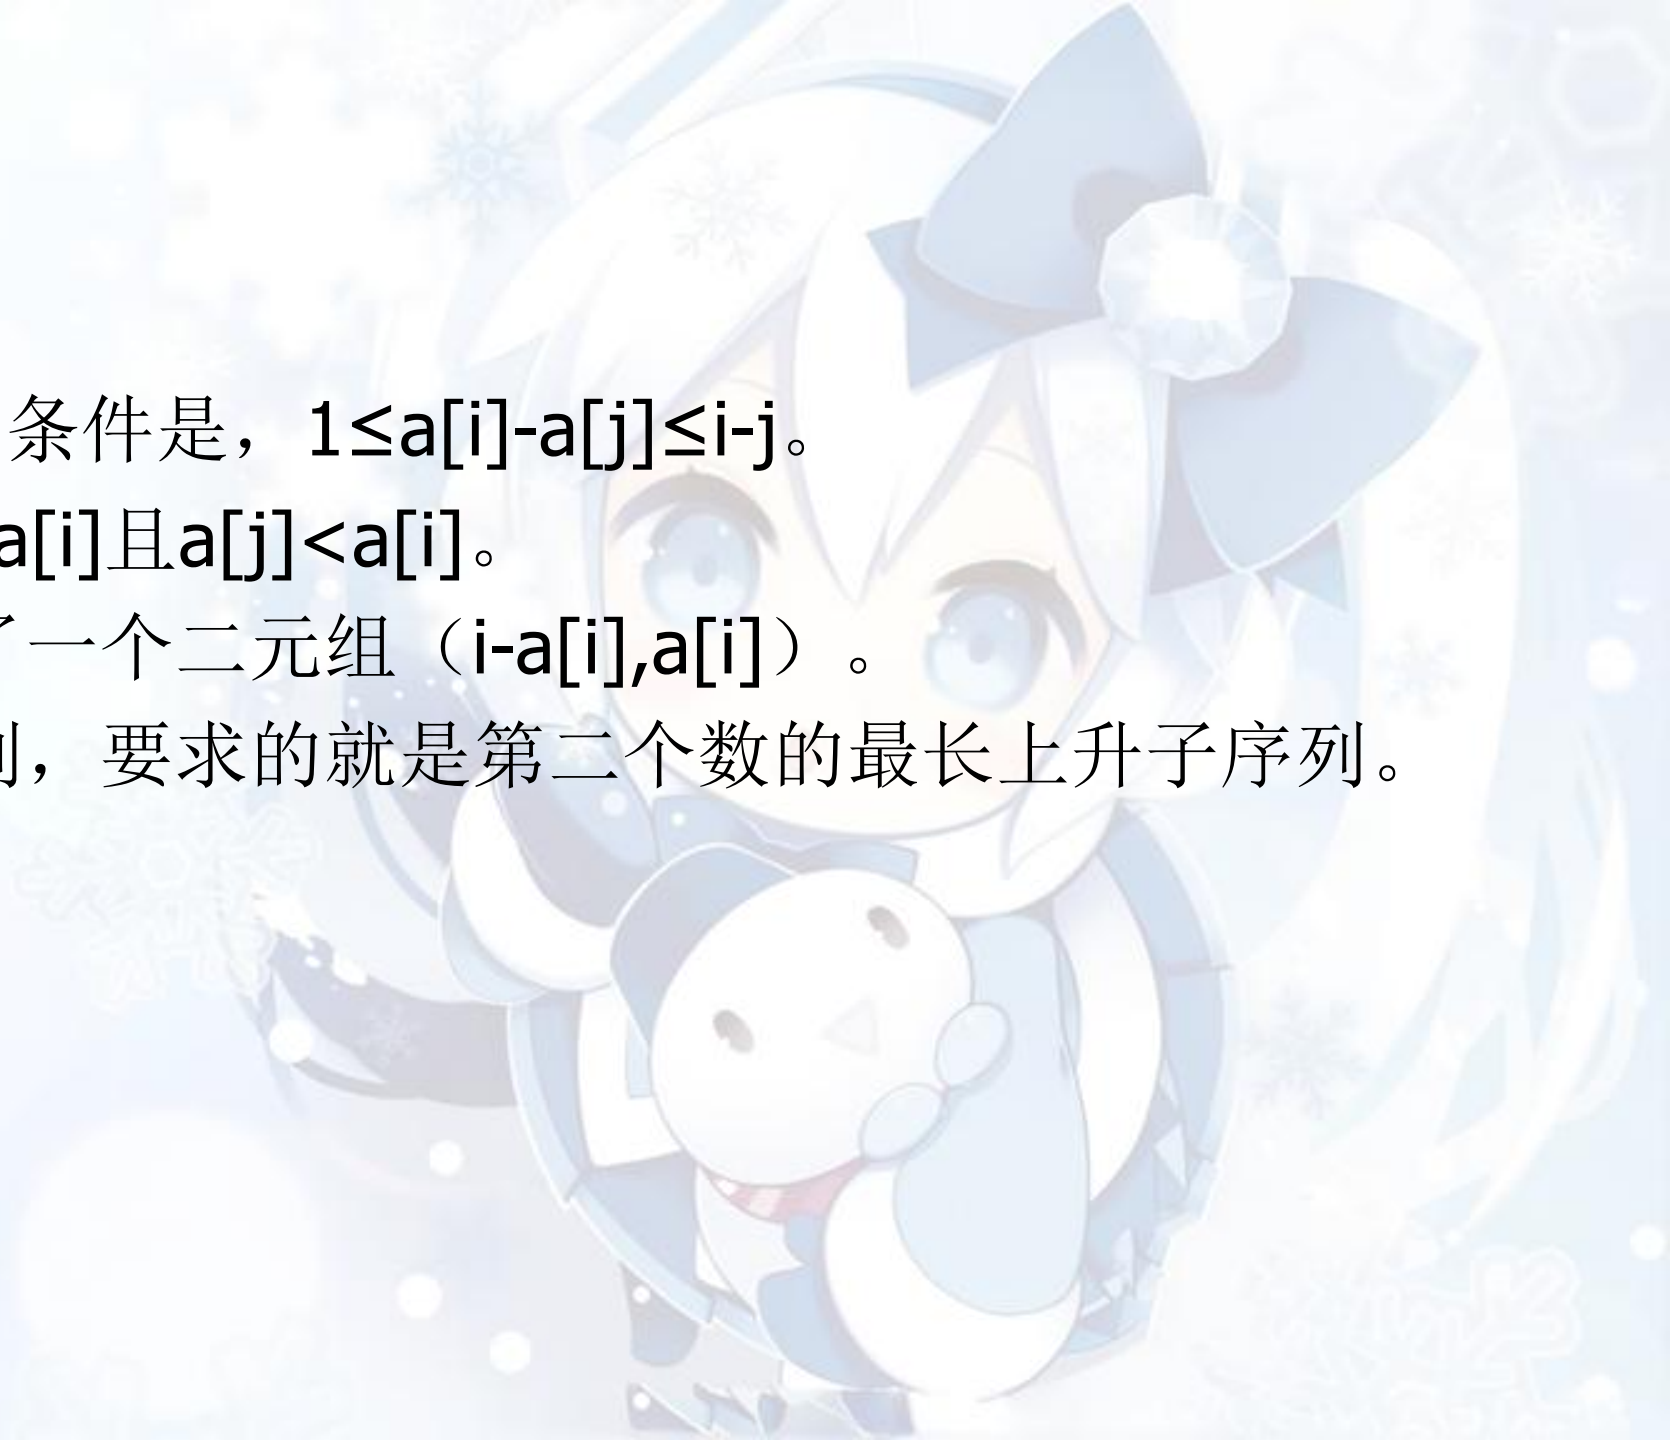 条件是，1≤a[i]-a[j]≤i-j。
a[i]且a[j]<a[i]。
了一个二元组（i-a[i],a[i]）。
，要求的就是第二个数的最长上升子序列。